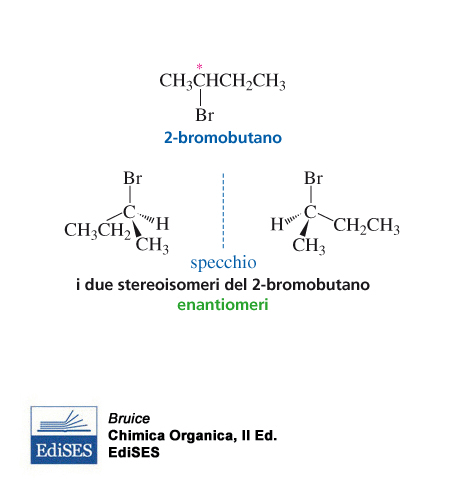 *
CH₃CHCH₂CH₃
Br
2-bromobutano
Br Br
C H H C
CH₃CH₂ CH₃ CH₃ CH₂CH₃
specchio
i due stereoisomeri del 2-bromobutano
enantiomeri
Bruice
Chimica Organica, II Ed.
EdiSES
EdiSES